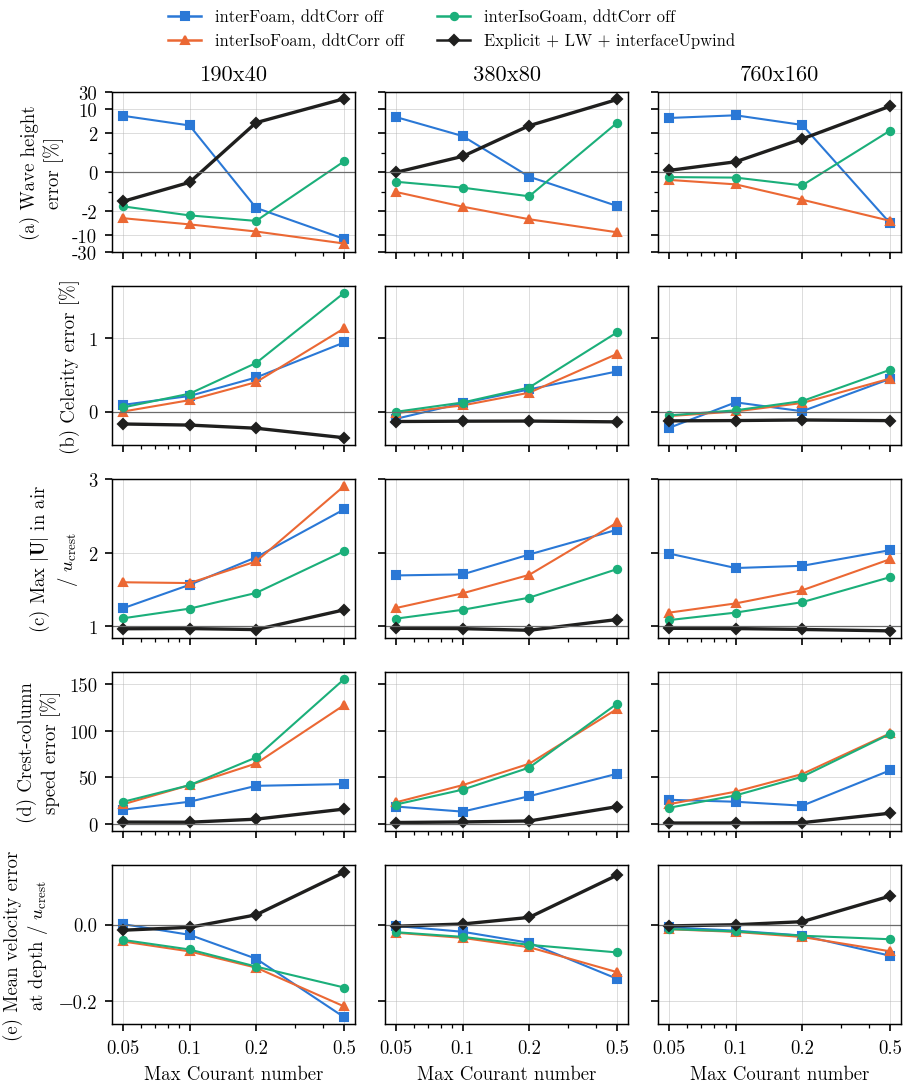 interFoam, ddtCorr off
interIsoFoam, ddtCorr off
interIsoGoam, ddtCorr off
Explicit + LW + interfaceUpwind
190x40
380x80
760x160
(a) Wave height
error [%]
30
10
2
0
-2
-10
-30
(b) Celerity error [%]
1
0
(c) Max |U| in air
/ u_crest
3
2
1
(d) Crest-column
speed error [%]
150
100
50
0
(e) Mean velocity error
at depth / u_crest
0.0
−0.2
0.05 0.1 0.2 0.5
0.05 0.1 0.2 0.5
0.05 0.1 0.2 0.5
Max Courant number
Max Courant number
Max Courant number